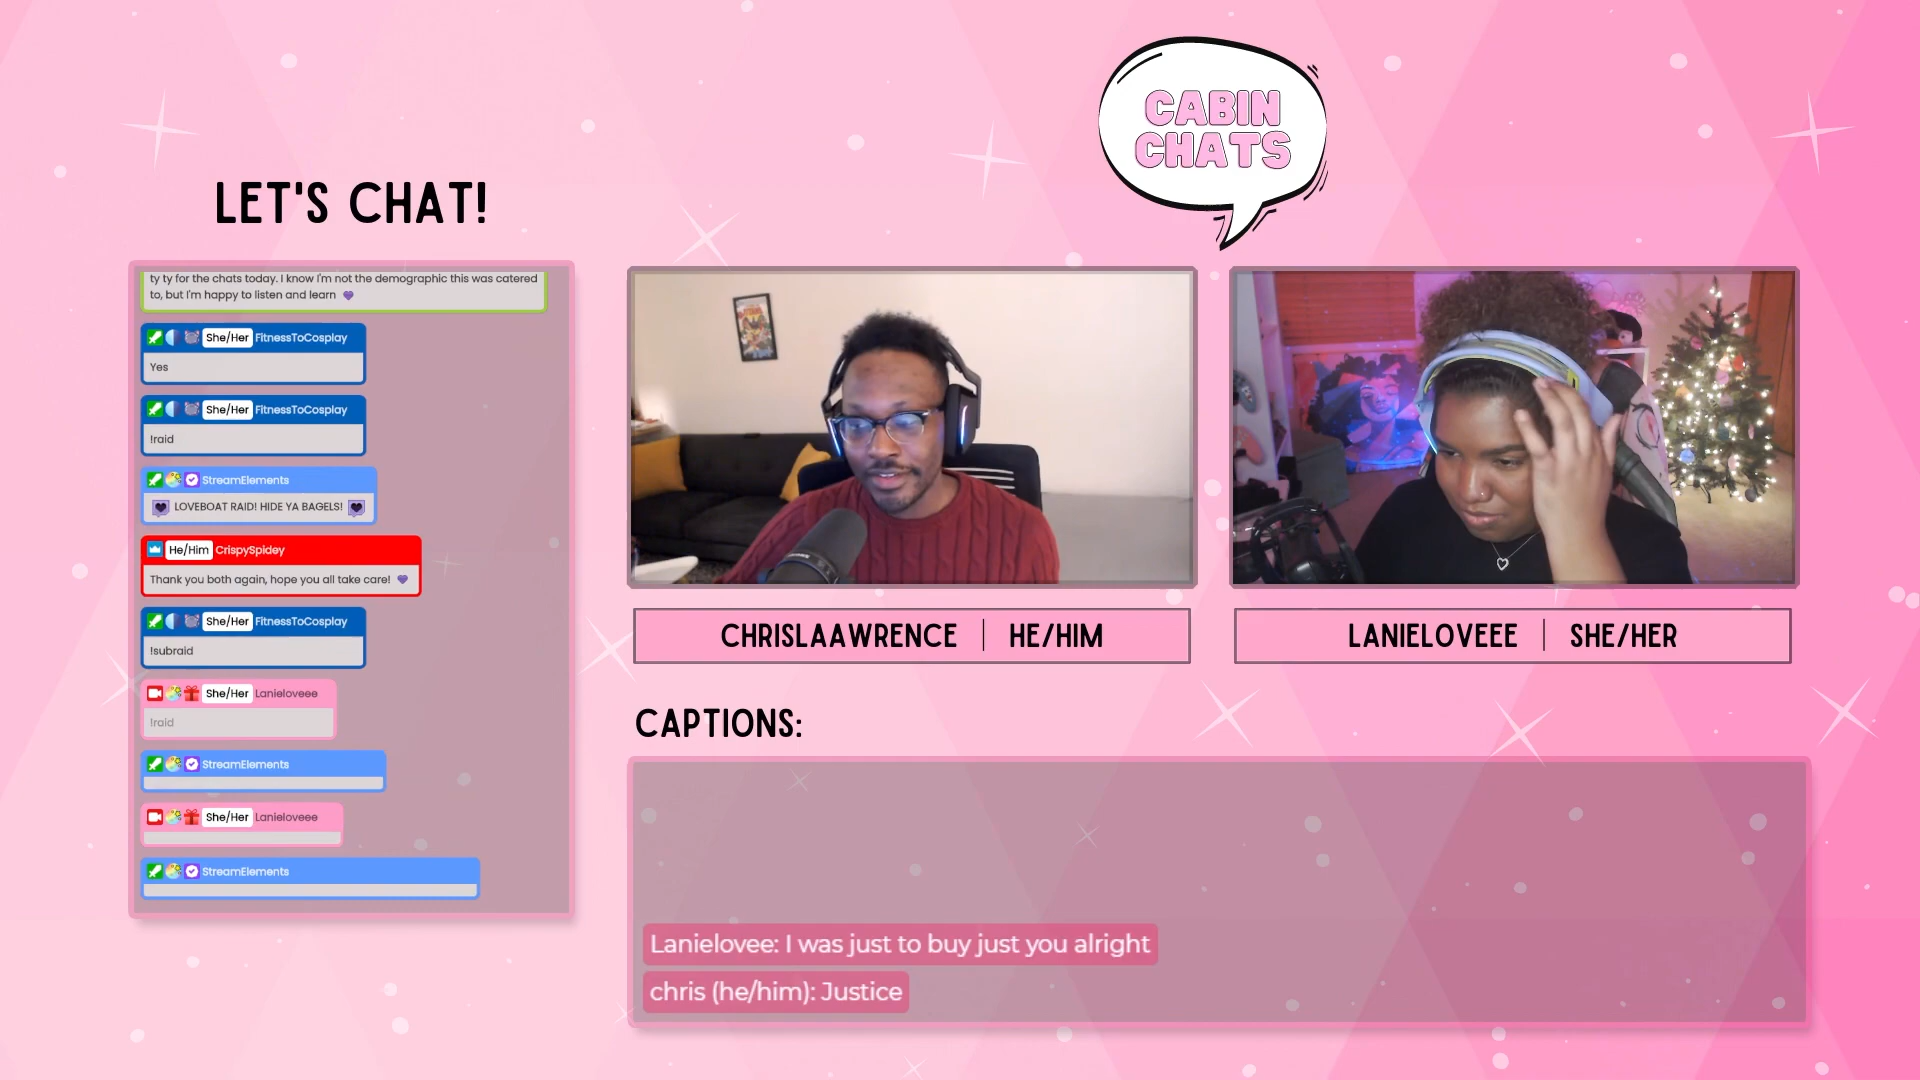 CABIN
CHATS
LET'S CHAT!
ty ty for the chats today. I know I'm not the demographic this was catered
to, but I'm happy to listen and learn
She/Her FitnessToCosplay
Yes
She/Her FitnessToCosplay
!raid
StreamElements
LOVEBOAT RAID! HIDE YA BAGELS!
He/Him CrispySpidey
Thank you both again, hope you all take care!
She/Her FitnessToCosplay
!subraid
She/Her Lanieloveee
!raid
StreamElements
She/Her Lanieloveee
StreamElements
CHRISLAAWRENCE | HE/HIM
LANIELOVEEE | SHE/HER
CAPTIONS:
Lanielovee: I was just to buy just you alright
chris (he/him): Justice